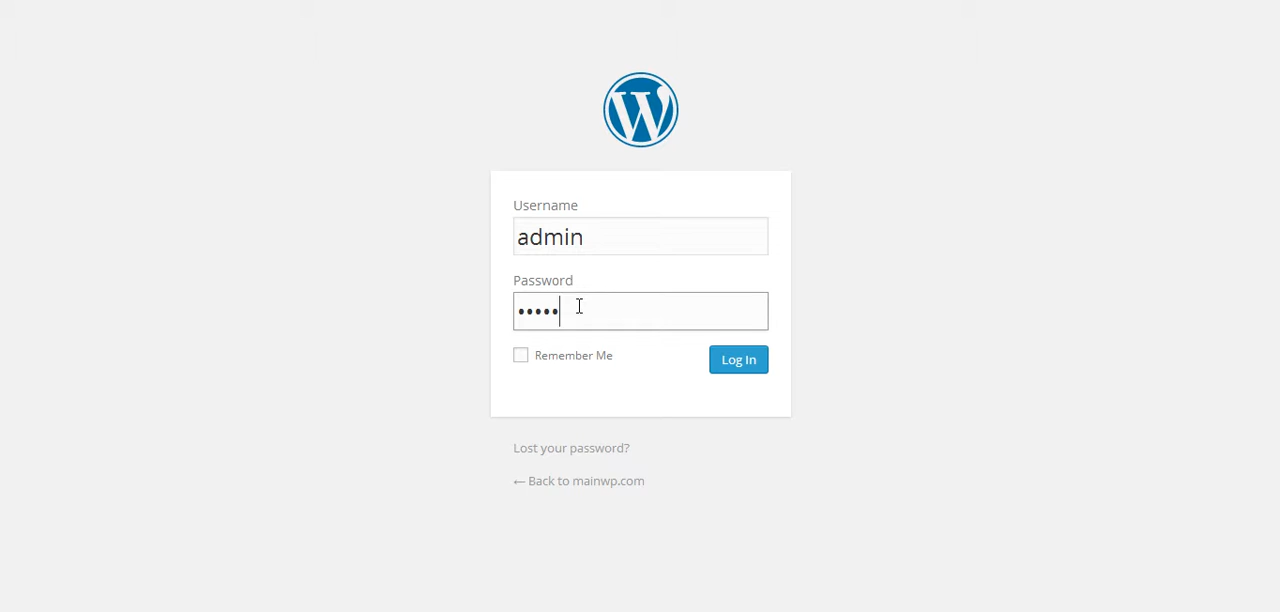 Username
admin
Password
•••••
Remember Me
Log In
Lost your password?
← Back to mainwp.com